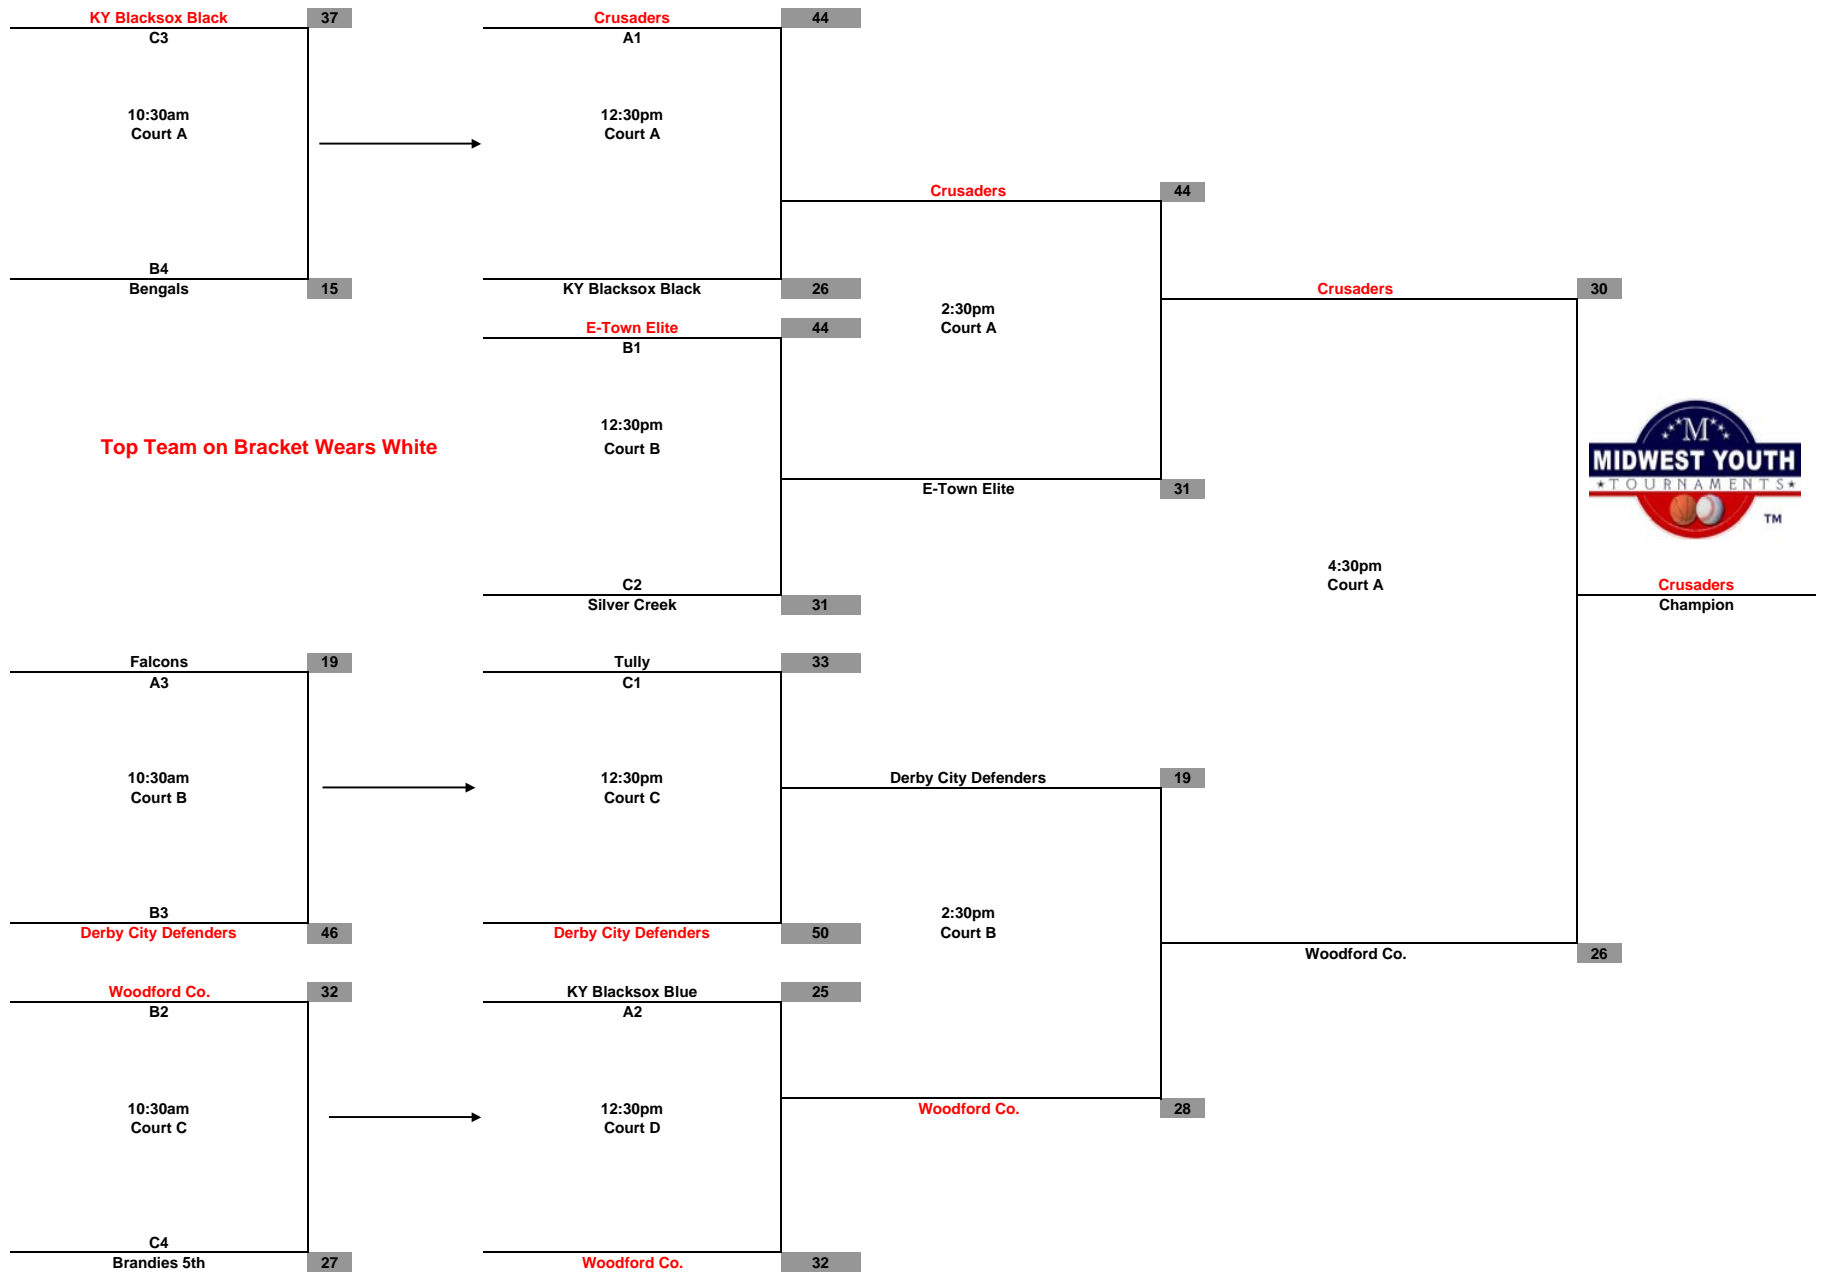 KY Blacksox Black 37
C3
10:30am
Court A
B4
Bengals 15
Crusaders 44
A1
12:30pm
Court A
KY Blacksox Black 26
E-Town Elite 44
B1
12:30pm
Court B
C2
Silver Creek 31
Top Team on Bracket Wears White
Crusaders 44
2:30pm
Court A
E-Town Elite 31
Crusaders 30
4:30pm
Court A
Woodford Co. 26
M
MIDWEST YOUTH
TOURNAMENTS
TM
Crusaders
Champion
Falcons 19
A3
10:30am
Court B
B3
Derby City Defenders 46
Tully 33
C1
12:30pm
Court C
Derby City Defenders 50
Derby City Defenders 19
2:30pm
Court B
Woodford Co. 28
Woodford Co. 32
B2
10:30am
Court C
C4
Brandies 5th 27
KY Blacksox Blue 25
A2
12:30pm
Court D
Woodford Co. 32